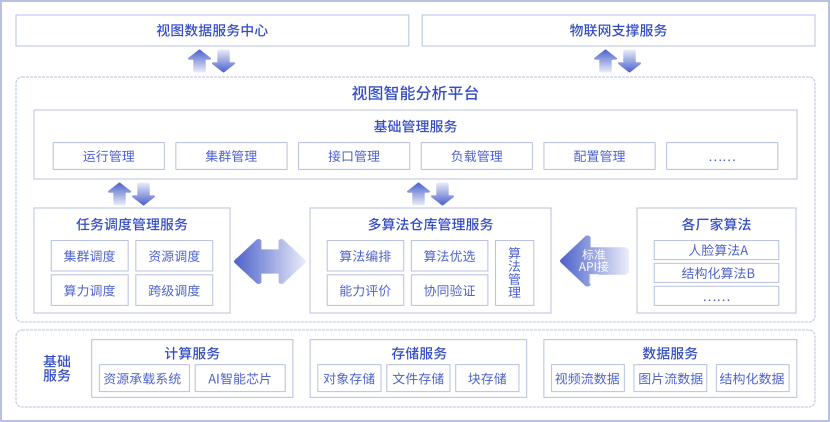 视图数据服务中心
物联网支撑服务
视图智能分析平台
基础管理服务
运行管理
集群管理
接口管理
负载管理
配置管理
......
任务调度管理服务
集群调度
资源调度
算力调度
跨级调度
多算法仓库管理服务
算法编排
算法优选
能力评价
协同验证
算法管理
标准
API接
各厂家算法
人脸算法A
结构化算法B
......
基础
服务
计算服务
资源承载系统
AI智能芯片
存储服务
对象存储
文件存储
块存储
数据服务
视频流数据
图片流数据
结构化数据